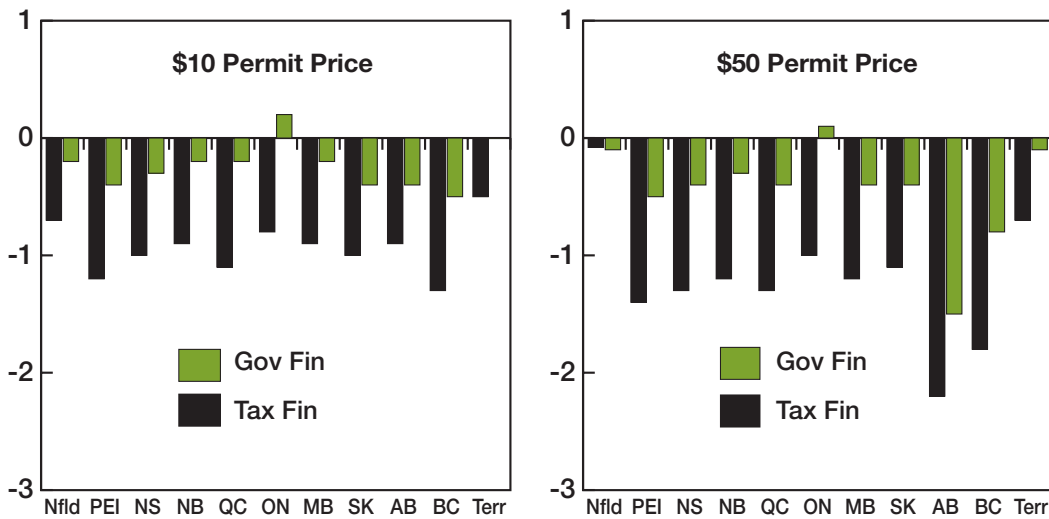 $10 Permit Price
1
0
-1
-2
-3
Gov Fin
Tax Fin
Nfld PEI NS NB QC ON MB SK AB BC Terr
$50 Permit Price
1
0
-1
-2
-3
Gov Fin
Tax Fin
Nfld PEI NS NB QC ON MB SK AB BC Terr